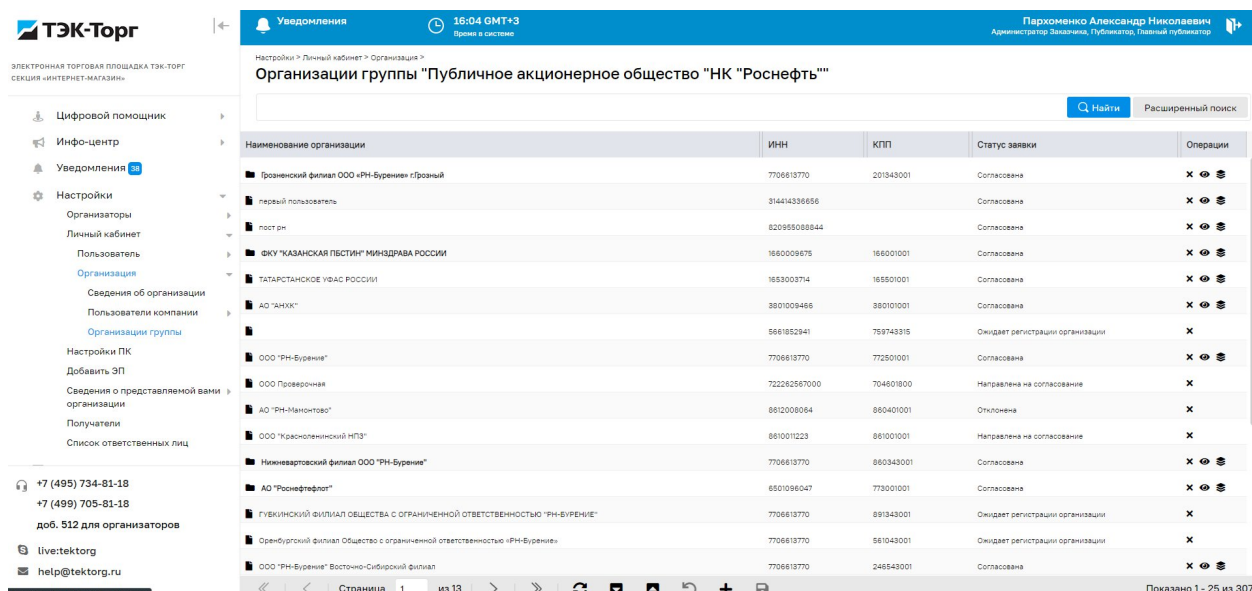 ТЭК-Торг
ЭЛЕКТРОННАЯ ТОРГОВАЯ ПЛОЩАДКА ТЭК-ТОРГ
СЕКЦИЯ «ИНТЕРНЕТ-МАГАЗИН»
Цифровой помощник
Инфо-центр
Уведомления 38
Настройки
Организаторы
Личный кабинет
Пользователь
Организация
Сведения об организации
Пользователи компании
Организации группы
Настройки ПК
Добавить ЭП
Сведения о представляемой вами
организации
Получатели
Список ответственных лиц
+7 (495) 734-81-18
+7 (499) 705-81-18
доб. 512 для организаторов
live:tektorg
help@tektorg.ru
Уведомления
16:04 GMT+3
Время в системе
Пархоменко Александр Николаевич
Администратор Заказчика, Публикатор, Главный публикатор
Настройки > Личный кабинет > Организация >
Организации группы "Публичное акционерное общество "НК "Роснефть""
Найти Расширенный поиск
Наименование организации ИНН КПП Статус заявки Операции
Грозненский филиал ООО «РН-Бурение» г.Грозный 7706613770 201343001 Согласована
первый пользователь 314414336656 Согласована
пост рн 820955088844 Согласована
ФКУ "КАЗАНСКАЯ ПБСТИН" МИНЗДРАВА РОССИИ 1660009675 166001001 Согласована
ТАТАРСТАНСКОЕ УФАС РОССИИ 1653003714 165501001 Согласована
АО "АНХК" 3801009466 380101001 Согласована
5661852941 759743315 Ожидает регистрации организации
ООО "РН-Бурение" 7706613770 772501001 Согласована
ООО Проверочная 722262567000 704601800 Направлена на согласование
АО "РН-Мамонтово" 8612008064 860401001 Отклонена
ООО "Красноленинский НПЗ" 8610011223 861001001 Направлена на согласование
Нижневартовский филиал ООО "РН-Бурение" 7706613770 860343001 Согласована
АО "Роснефтефлот" 6501096047 773001001 Согласована
ГУБКИНСКИЙ ФИЛИАЛ ОБЩЕСТВА С ОГРАНИЧЕННОЙ ОТВЕТСТВЕННОСТЬЮ "РН-БУРЕНИЕ" 7706613770 891343001 Ожидает регистрации организации
Оренбургский филиал Общество с ограниченной ответственностью «РН-Бурение» 7706613770 561043001 Ожидает регистрации организации
ООО "РН-Бурение" Восточно-Сибирский филиал 7706613770 246543001 Согласована
Страница 1 из 13 Показано 1 - 25 из 307